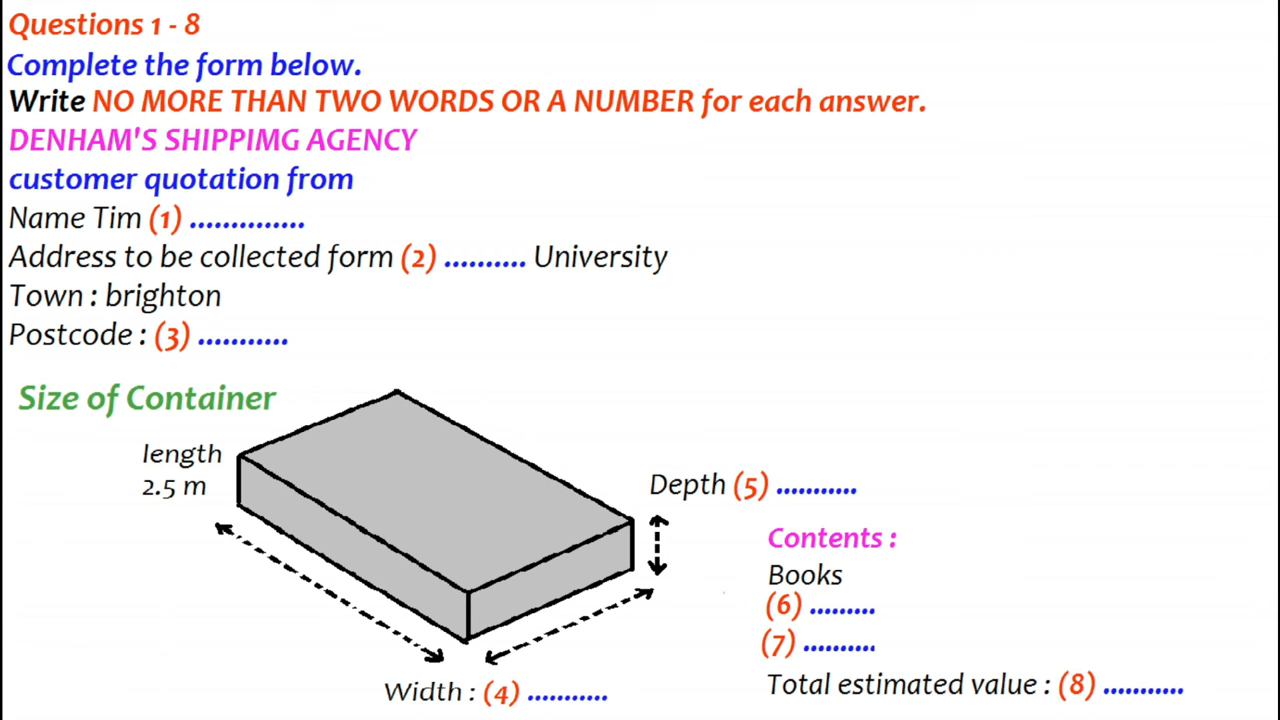 Questions 1 - 8
Complete the form below.
Write NO MORE THAN TWO WORDS OR A NUMBER for each answer.
DENHAM'S SHIPPIMG AGENCY
customer quotation from
Name Tim (1) ..............
Address to be collected form (2) .......... University
Town : brighton
Postcode : (3) ...........
Size of Container
length
2.5 m
Depth (5) ...........
Contents :
Books
(6) .........
(7) ..........
Width : (4) ...........
Total estimated value : (8) ...........